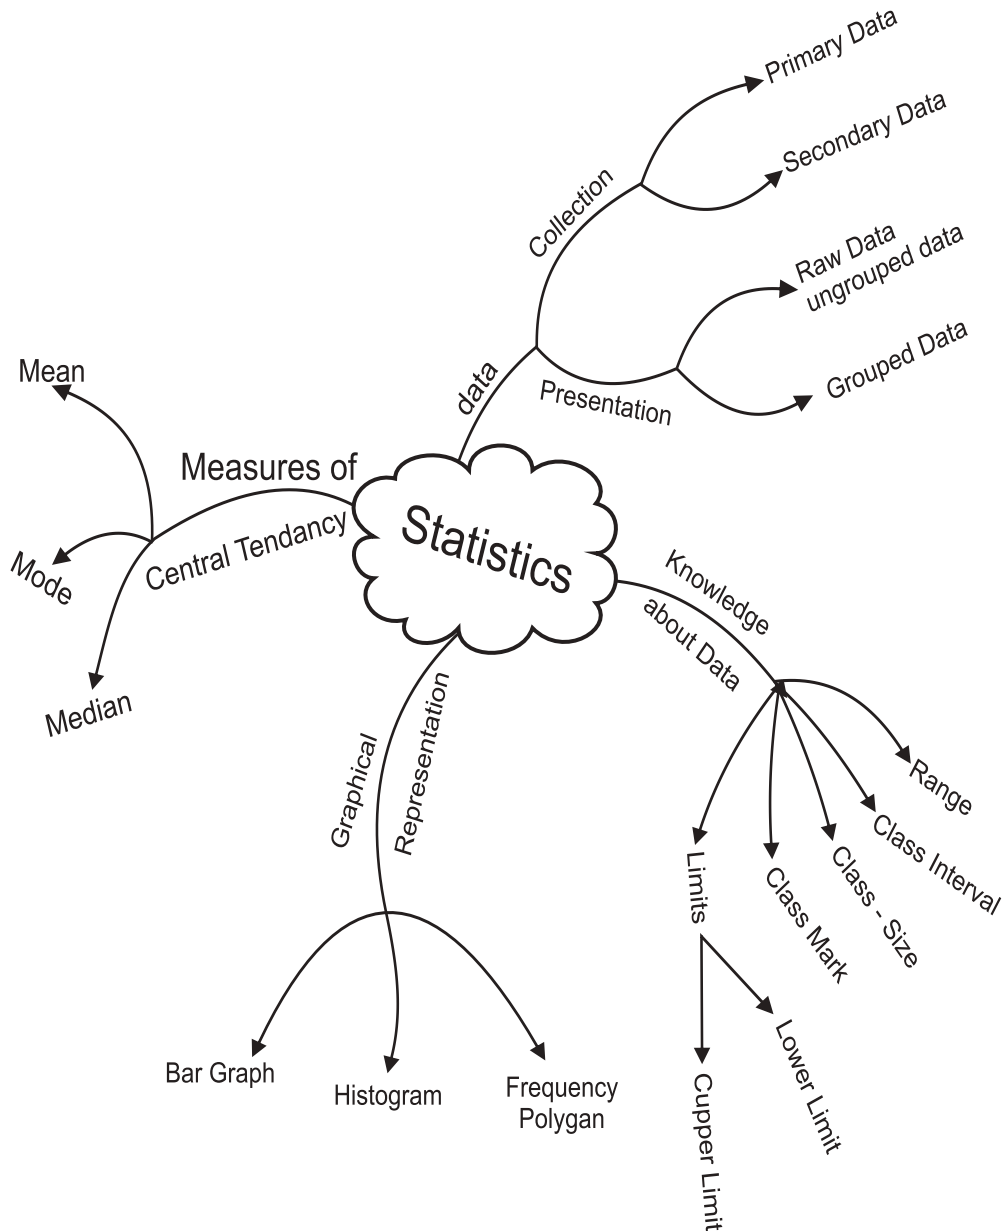 Primary Data
Secondary Data
Collection
Raw Data
ungrouped data
Grouped Data
data
Presentation
Mean
Measures of
Central Tendancy
Mode
Median
Statistics
Knowledge
about Data
Range
Class Interval
Class - Size
Class Mark
Limits
Lower Limit
Cupper Limit
Graphical
Representation
Bar Graph
Histogram
Frequency
Polygan